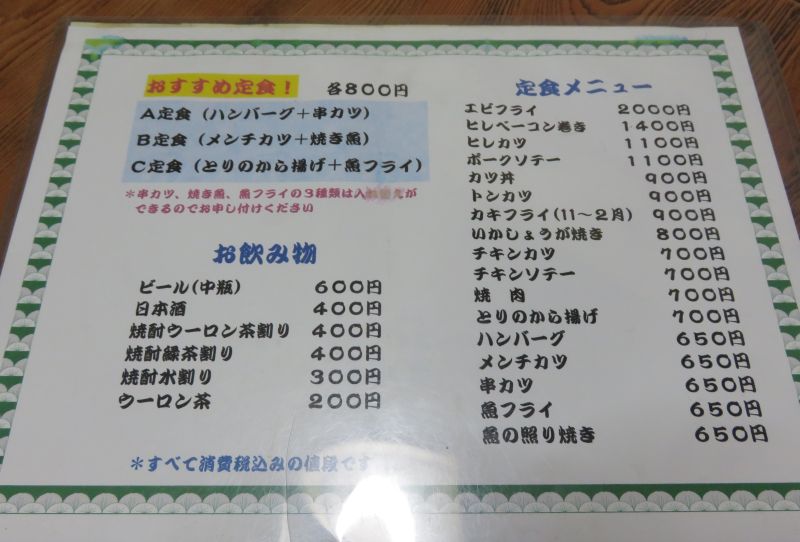 おすすめ定食! 各800円
A定食(ハンバーグ+串カツ)
B定食(メンチカツ+焼き魚)
C定食(とりのから揚げ+魚フライ)
*串カツ、焼き魚、魚フライの3種類は入れ替えが
できるのでお申し付けください
お飲み物
ビール(中瓶) 600円
日本酒 400円
焼酎ウーロン茶割り 400円
焼酎緑茶割り 400円
焼酎水割り 300円
ウーロン茶 200円
*すべて消費税込みの値段です
定食メニュー
エビフライ 2000円
ヒレベーコン巻き 1400円
ヒレカツ 1100円
ポークソテー 1100円
カツ丼 900円
トンカツ 900円
カキフライ(11~2月) 900円
いかしょうが焼き 800円
チキンカツ 700円
チキンソテー 700円
焼 肉 700円
とりのから揚げ 700円
ハンバーグ 650円
メンチカツ 650円
串カツ 650円
魚フライ 650円
魚の照り焼き 650円